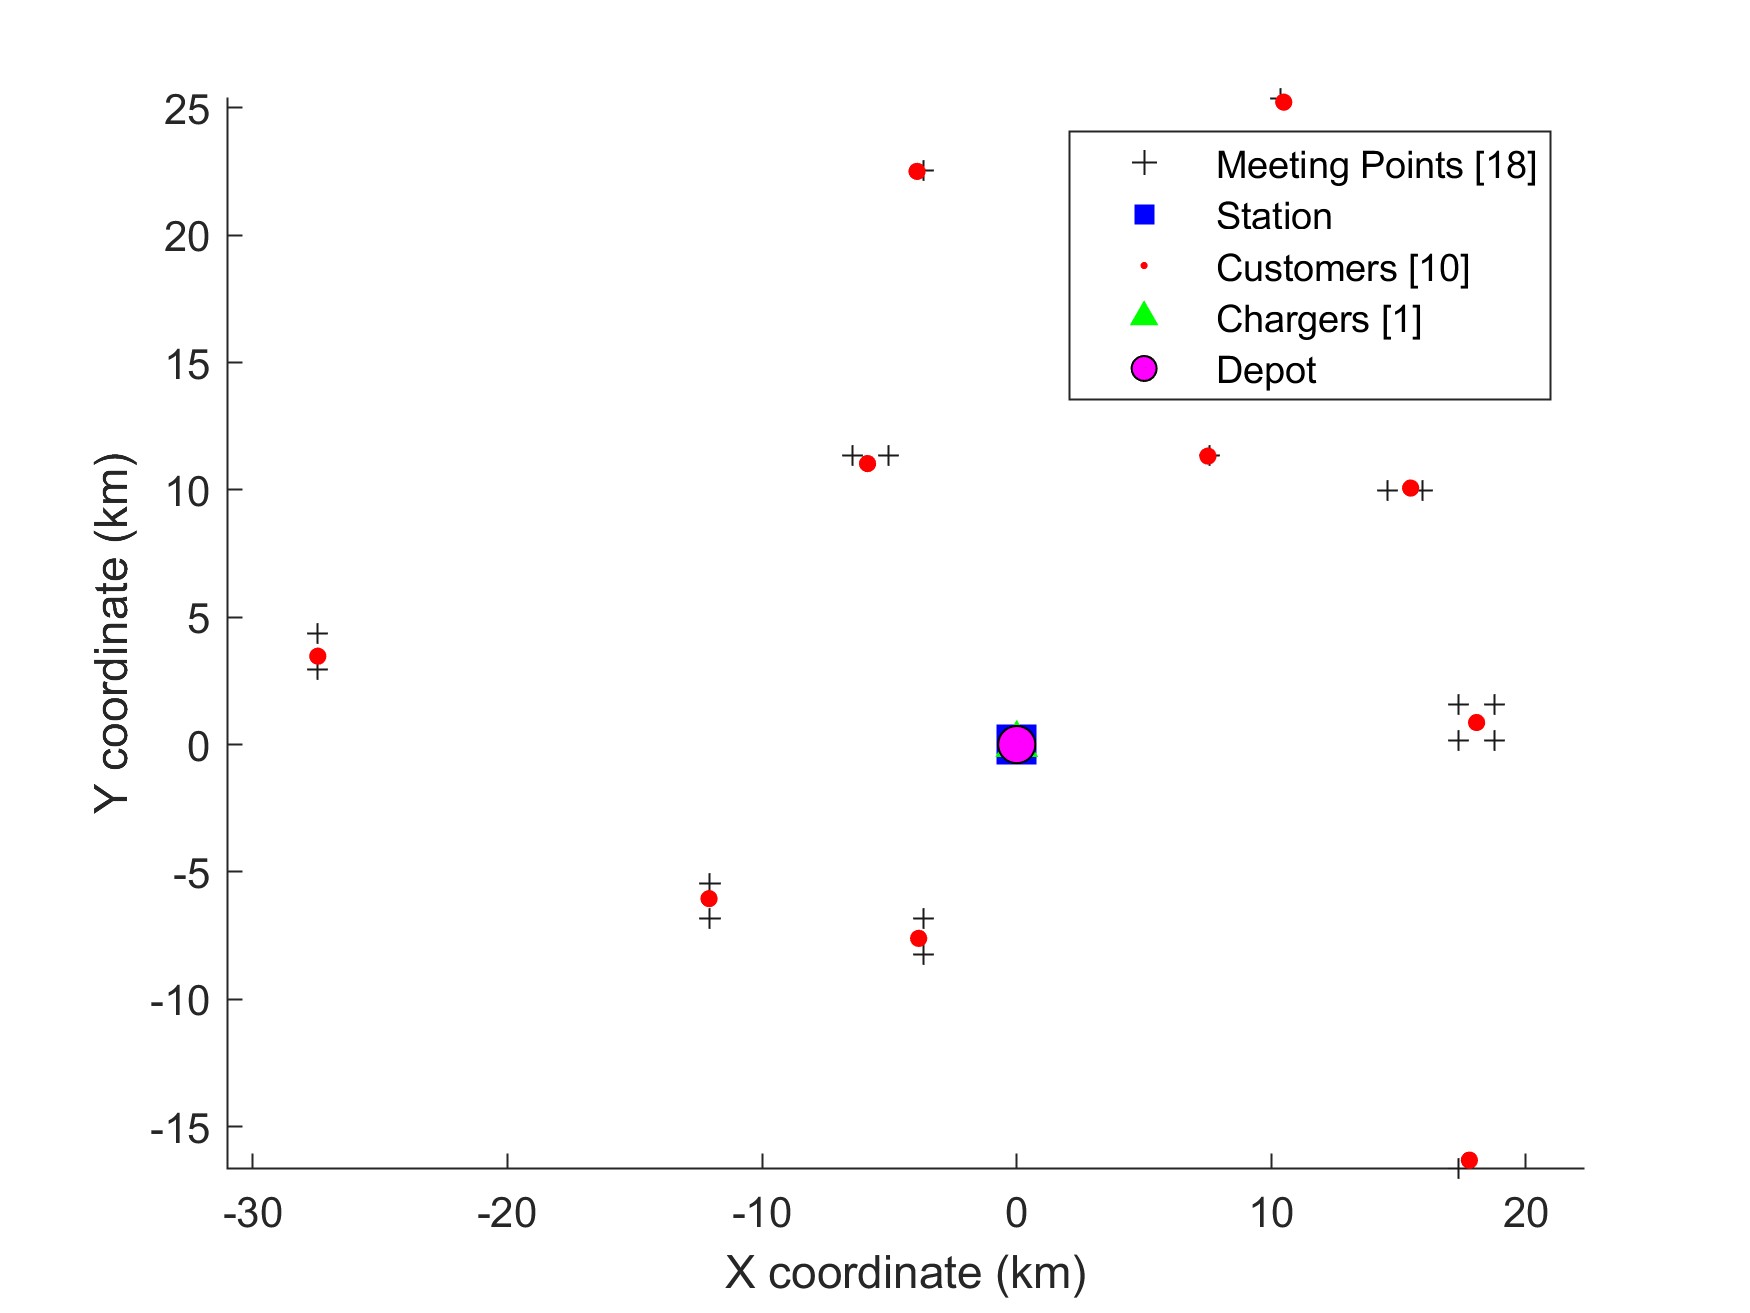 25
20
15
10
5
0
-5
-10
-15
Y coordinate (km)
Meeting Points [18]
Station
Customers [10]
Chargers [1]
Depot
-30 -20 -10 0 10 20
X coordinate (km)